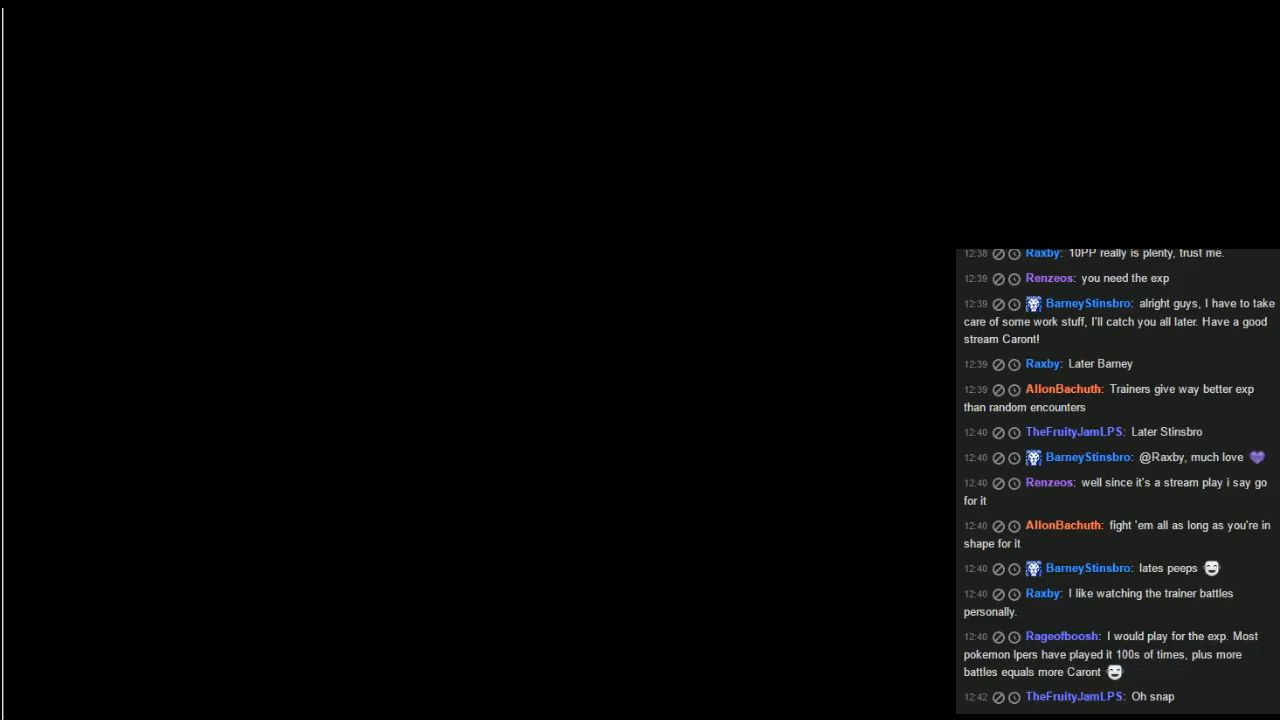 12:38 Raxby: 10PP really is plenty, trust me.
12:39 Renzeos: you need the exp
12:39 BarneyStinsbro: alright guys, I have to take
care of some work stuff, I'll catch you all later. Have a good
stream Caront!
12:39 Raxby: Later Barney
12:39 AllonBachuth: Trainers give way better exp
than random encounters
12:40 TheFruityJamLPS: Later Stinsbro
12:40 BarneyStinsbro: @Raxby, much love
12:40 Renzeos: well since it's a stream play i say go
for it
12:40 AllonBachuth: fight 'em all as long as you're in
shape for it
12:40 BarneyStinsbro: lates peeps
12:40 Raxby: I like watching the trainer battles
personally.
12:40 Rageofboosh: I would play for the exp. Most
pokemon lpers have played it 100s of times, plus more
battles equals more Caront
12:42 TheFruityJamLPS: Oh snap